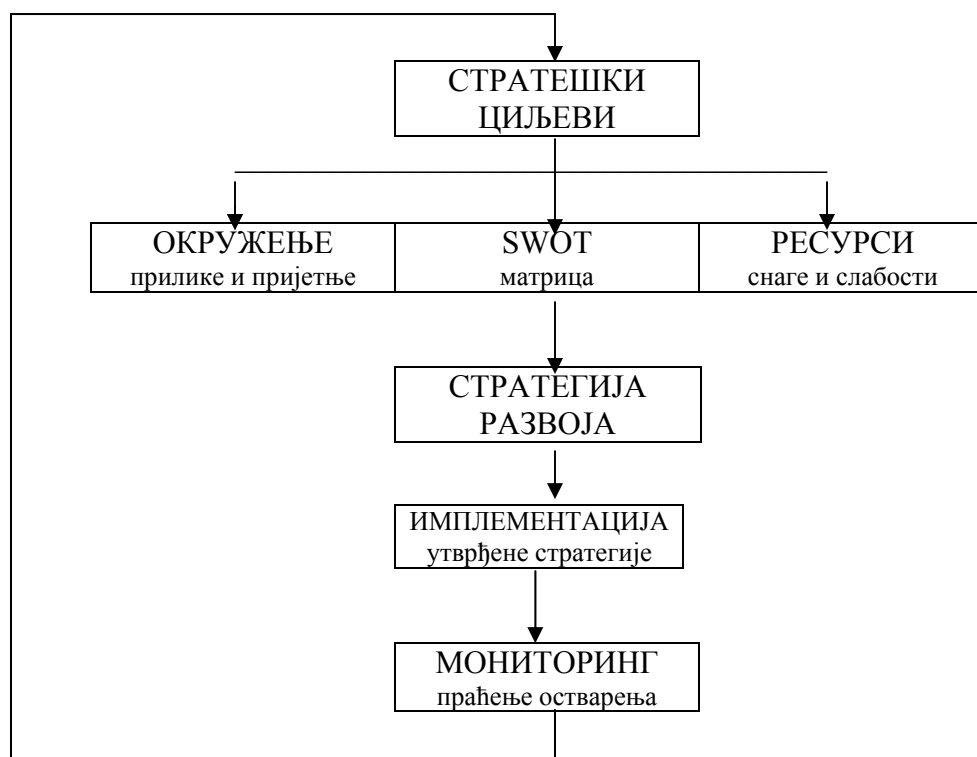 СТРАТЕШКИ
ЦИЉЕВИ
ОКРУЖЕЊЕ
прилике и пријетње
SWOT
матрица
РЕСУРСИ
снаге и слабости
СТРАТЕГИЈА
РАЗВОЈА
ИМПЛЕМЕНТАЦИЈА
утврђене стратегије
МОНИТОРИНГ
праћење остварења